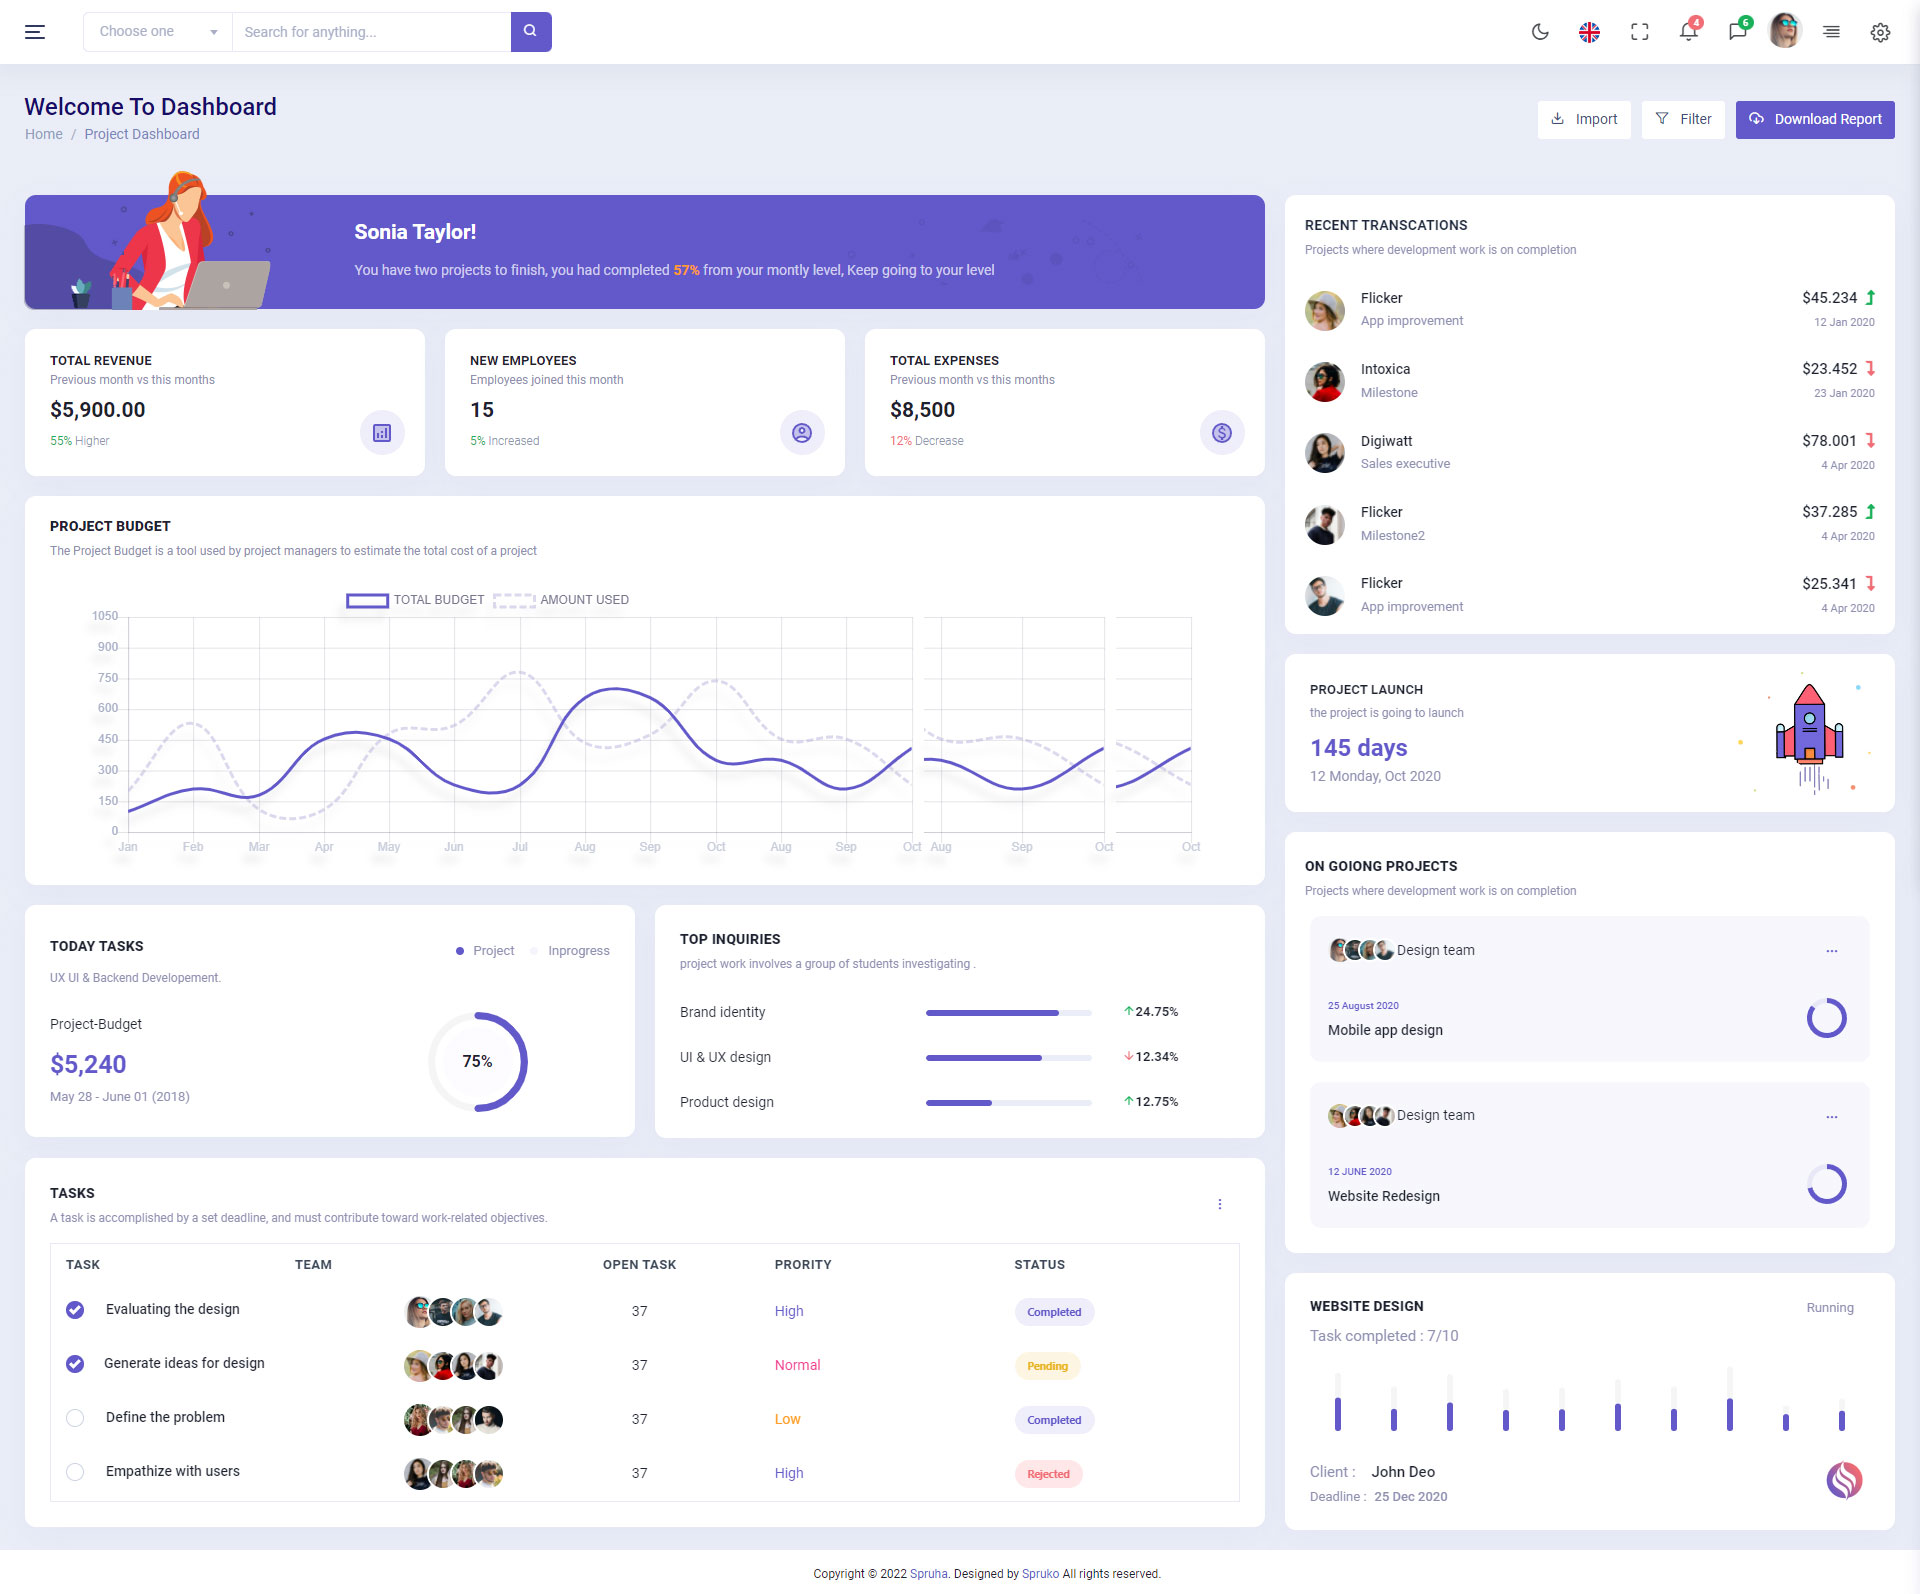 Choose one
Search for anything...
4
6
Welcome To Dashboard
Home / Project Dashboard
Import
Filter
Download Report
Sonia Taylor!
You have two projects to finish, you had completed 57% from your montly level, Keep going to your level
TOTAL REVENUE
Previous month vs this months
$5,900.00
55% Higher
NEW EMPLOYEES
Employees joined this month
15
5% Increased
TOTAL EXPENSES
Previous month vs this months
$8,500
12% Decrease
PROJECT BUDGET
The Project Budget is a tool used by project managers to estimate the total cost of a project
TOTAL BUDGET AMOUNT USED
1050
900
750
600
450
300
150
0
Jan Feb Mar Apr May Jun Jul Aug Sep Oct Aug Sep Oct Aug Sep Oct Oct
TODAY TASKS
Project Inprogress
UX UI & Backend Developement.
Project-Budget
$5,240
May 28 - June 01 (2018)
75%
TOP INQUIRIES
project work involves a group of students investigating .
Brand identity 24.75%
UI & UX design 12.34%
Product design 12.75%
TASKS
A task is accomplished by a set deadline, and must contribute toward work-related objectives.
TASK TEAM OPEN TASK PRORITY STATUS
Evaluating the design 37 High Completed
Generate ideas for design 37 Normal Pending
Define the problem 37 Low Completed
Empathize with users 37 High Rejected
RECENT TRANSCATIONS
Projects where development work is on completion
Flicker $45.234
App improvement 12 Jan 2020
Intoxica $23.452
Milestone 23 Jan 2020
Digiwatt $78.001
Sales executive 4 Apr 2020
Flicker $37.285
Milestone2 4 Apr 2020
Flicker $25.341
App improvement 4 Apr 2020
PROJECT LAUNCH
the project is going to launch
145 days
12 Monday, Oct 2020
ON GOIONG PROJECTS
Projects where development work is on completion
Design team
25 August 2020
Mobile app design
Design team
12 JUNE 2020
Website Redesign
WEBSITE DESIGN
Running
Task completed : 7/10
Client : John Deo
Deadline : 25 Dec 2020
Copyright © 2022 Spruha. Designed by Spruko All rights reserved.